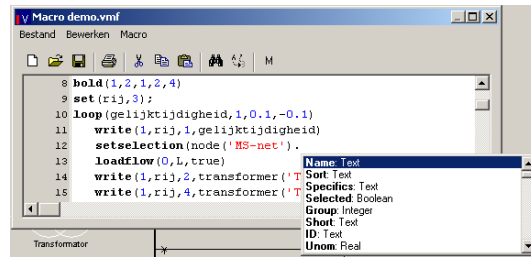 Macro demo.vmf
Bestand Bewerken Macro
M
8 bold(1,2,1,2,4)
9 set(rij,3);
10 loop(gelijktijdigheid,1,0.1,-0.1)
11 write(1,rij,1,gelijktijdigheid)
12 setselection(node('MS-net').
13 loadflow(0,L,true)
14 write(1,rij,2,transformer('T
15 write(1,rij,4,transformer('T
Name: Text
Sort: Text
Specifics: Text
Selected: Boolean
Group: Integer
Short: Text
ID: Text
Unom: Real
Transformator